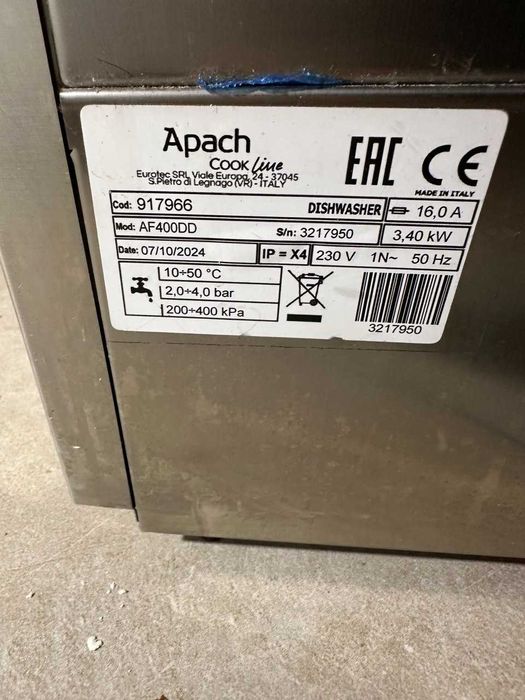 Apach
COOK Line
Eurotec SRL Viale Europa, 24 - 37045
S.Pietro di Legnago (VR) - ITALY
EAC CE
MADE IN ITALY
Cod: 917966 DISHWASHER 16,0 A
Mod: AF400DD S/n: 3217950 3,40 kW
Date: 07/10/2024 IP = X4 230 V 1N~ 50 Hz
10÷50 °C
2,0÷4,0 bar
200÷400 kPa
3217950